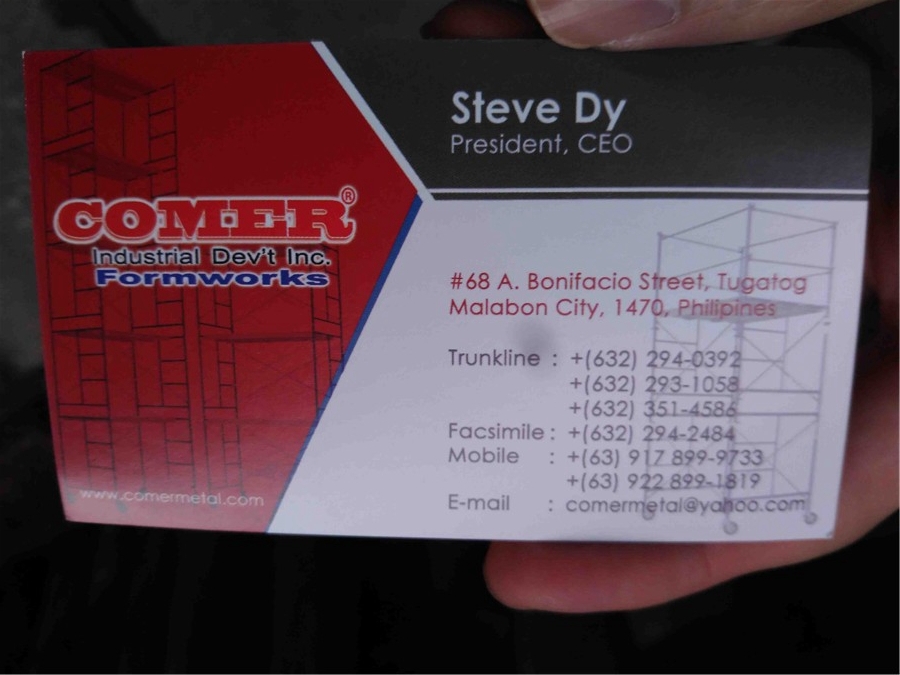 COMER®
Industrial Dev't Inc.
Formworks
www.comermetal.com
Steve Dy
President, CEO
#68 A. Bonifacio Street, Tugatog
Malabon City, 1470, Philipines
Trunkline : +(632) 294-0392
+(632) 293-1058
+(632) 351-4586
Facsimile : +(632) 294-2484
Mobile : +(63) 917 899-9733
+(63) 922 899-1819
E-mail : comermetal@yahoo.com